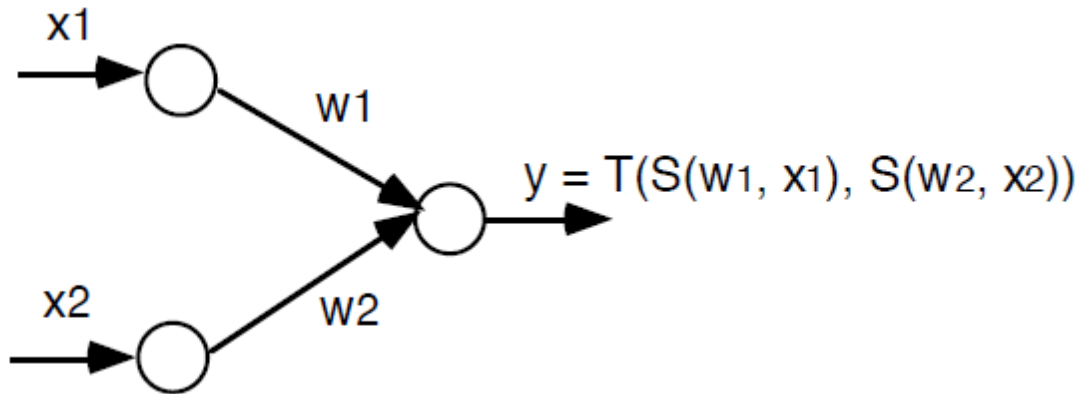 x1
w1
y = T(S(w1, x1), S(w2, x2))
x2
w2